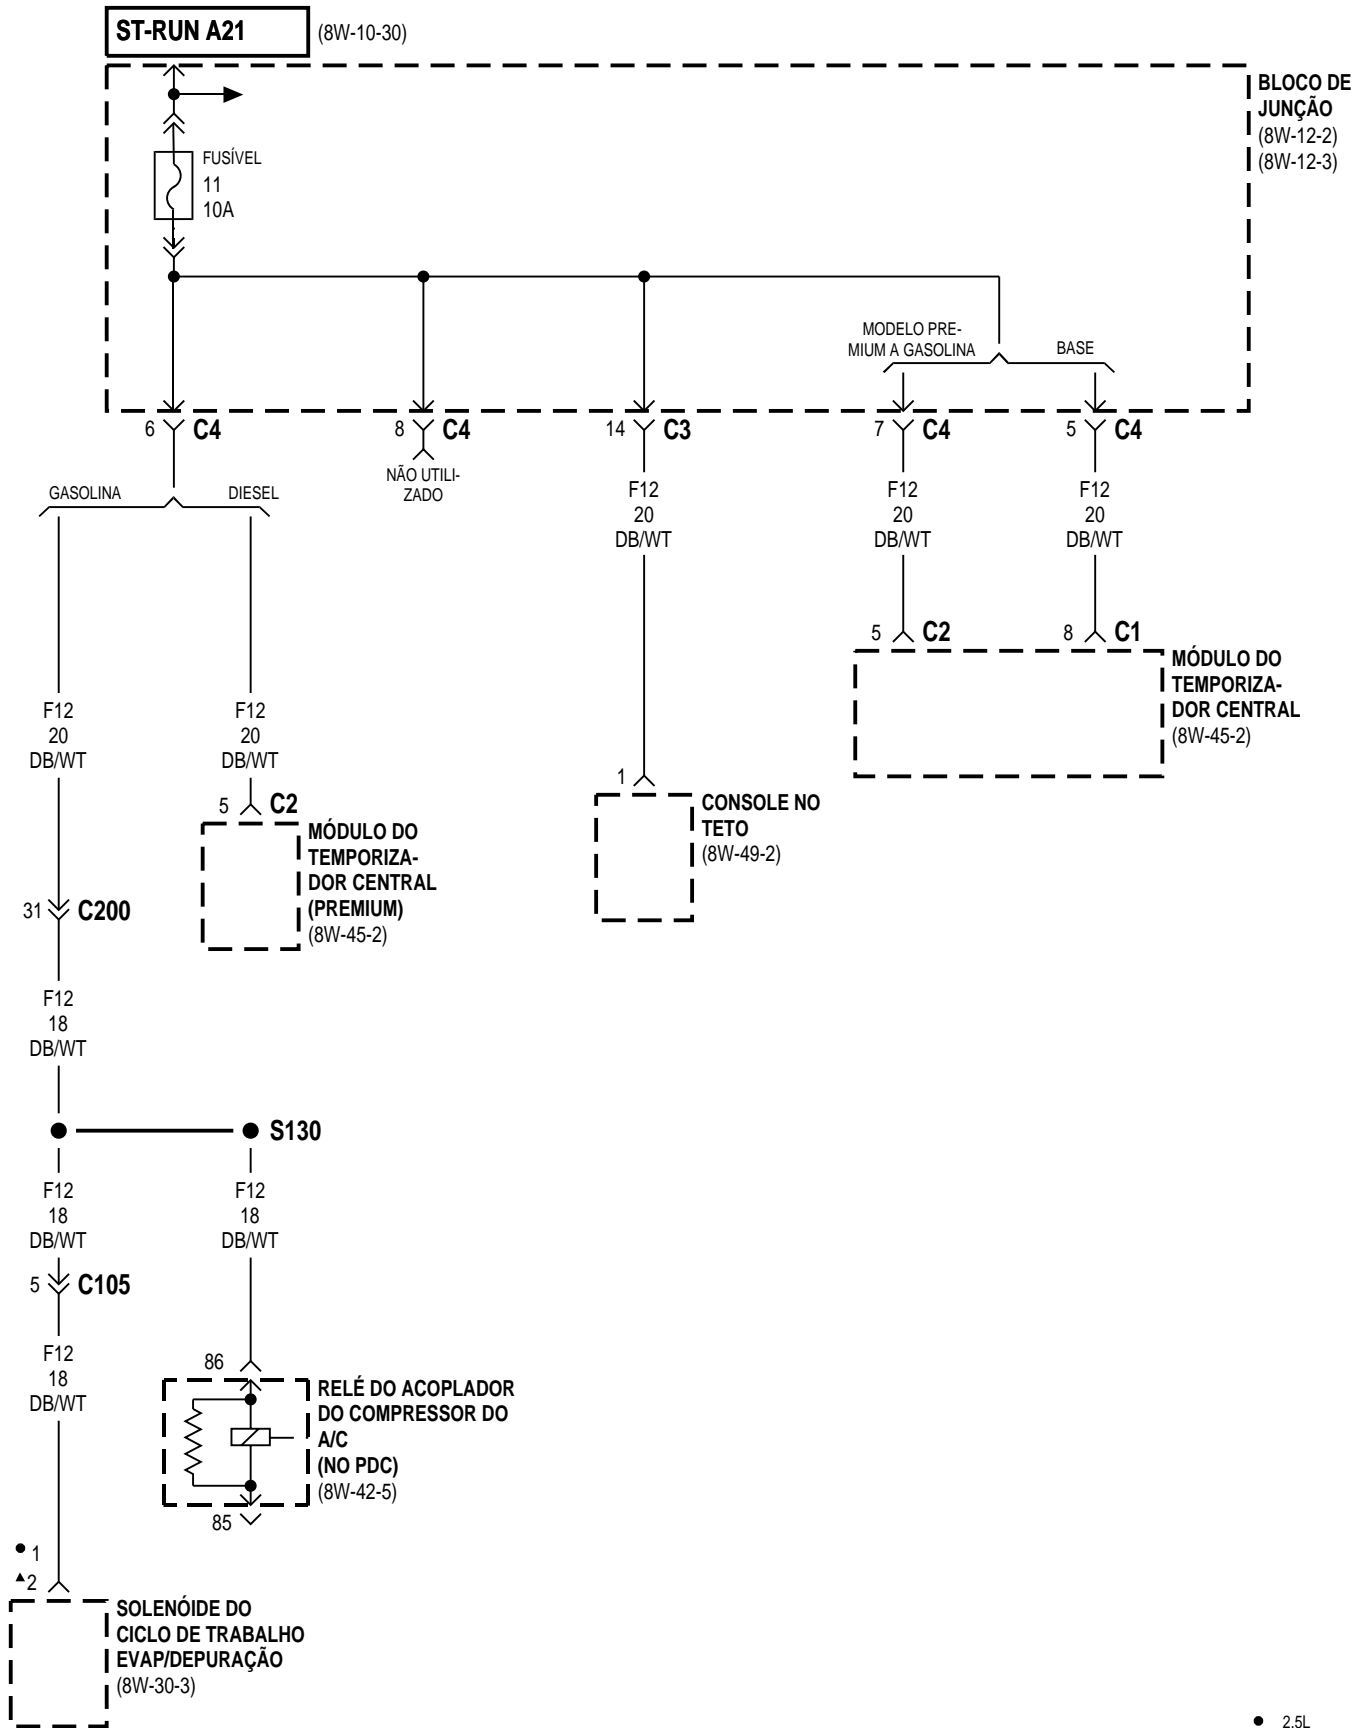 ST-RUN A21
(8W-10-30)
BLOCO DE
JUNÇÃO
(8W-12-2)
(8W-12-3)
FUSÍVEL
11
10A
MODELO PRE-
MIUM A GASOLINA
BASE
6 C4
8 C4
14 C3
7 C4
5 C4
NÃO UTILI-
ZADO
GASOLINA
DIESEL
F12
20
DB/WT
F12
20
DB/WT
F12
20
DB/WT
5 C2
8 C1
MÓDULO DO
TEMPORIZA-
DOR CENTRAL
(8W-45-2)
F12
20
DB/WT
F12
20
DB/WT
1
CONSOLE NO
TETO
(8W-49-2)
5 C2
MÓDULO DO
TEMPORIZA-
DOR CENTRAL
(PREMIUM)
(8W-45-2)
31 C200
F12
18
DB/WT
S130
F12
18
DB/WT
F12
18
DB/WT
5 C105
F12
18
DB/WT
86
RELÉ DO ACOPLADOR
DO COMPRESSOR DO
A/C
(NO PDC)
(8W-42-5)
85
● 1
▲2
SOLENÓIDE DO
CICLO DE TRABALHO
EVAP/DEPURAÇÃO
(8W-30-3)
● 2.5L